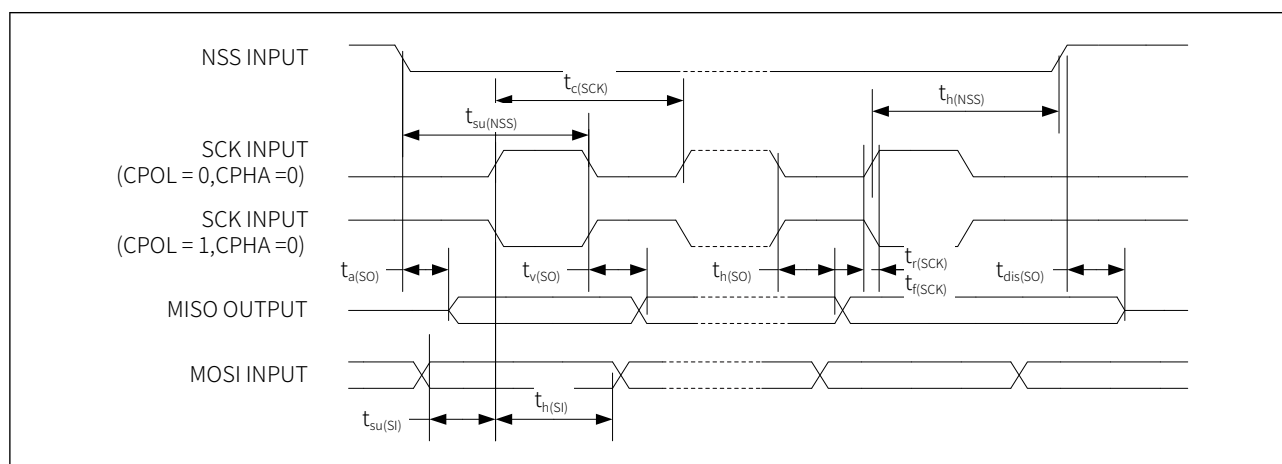 NSS INPUT
t_c(SCK)
t_h(NSS)
t_su(NSS)
SCK INPUT
(CPOL = 0,CPHA =0)
SCK INPUT
(CPOL = 1,CPHA =0)
t_a(SO)
t_v(SO)
t_h(SO)
t_r(SCK)
t_f(SCK)
t_dis(SO)
MISO OUTPUT
MOSI INPUT
t_su(SI)
t_h(SI)